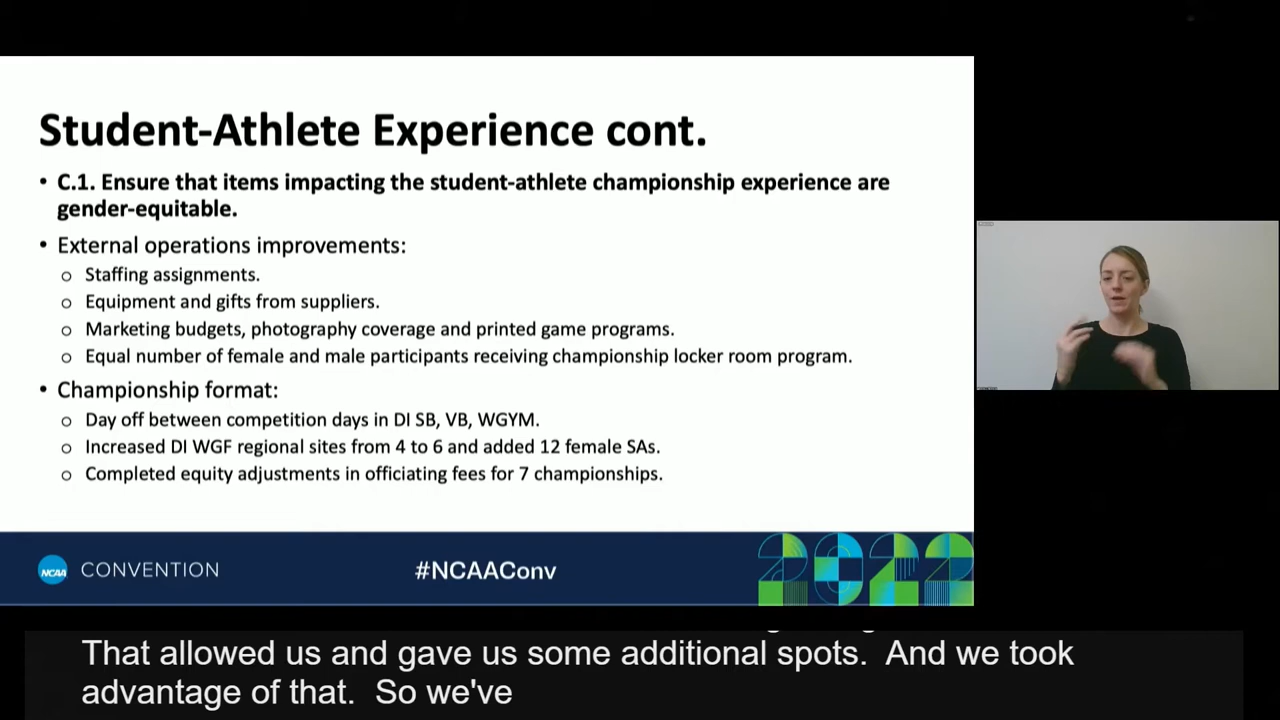 Student-Athlete Experience cont.
• C.1. Ensure that items impacting the student-athlete championship experience are
gender-equitable.
• External operations improvements:
o Staffing assignments.
o Equipment and gifts from suppliers.
o Marketing budgets, photography coverage and printed game programs.
o Equal number of female and male participants receiving championship locker room program.
• Championship format:
o Day off between competition days in DI SB, VB, WGYM.
o Increased DI WGF regional sites from 4 to 6 and added 12 female SAs.
o Completed equity adjustments in officiating fees for 7 championships.
NCAA CONVENTION
#NCAAConv
2022
That allowed us and gave us some additional spots. And we took
advantage of that. So we've